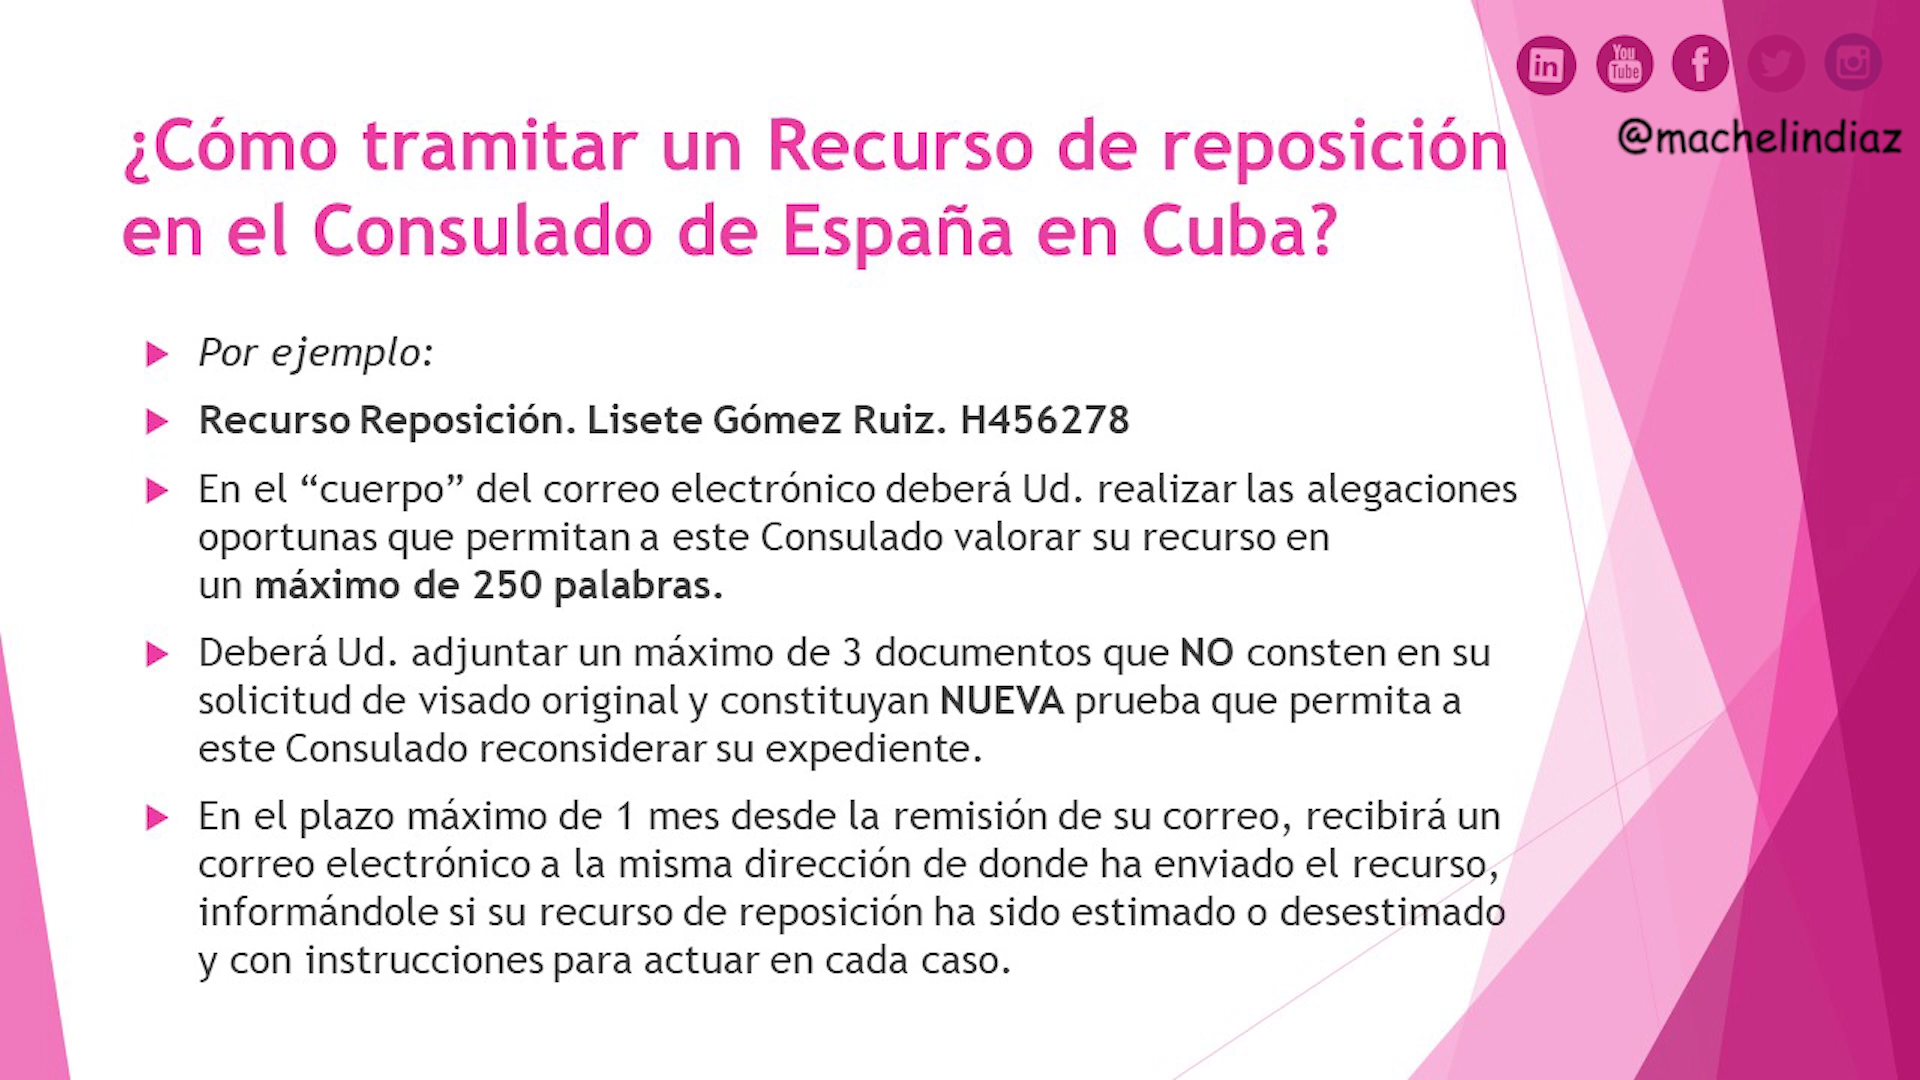 in
You
Tube
f
@machelindiaz
¿Cómo tramitar un Recurso de reposición
en el Consulado de España en Cuba?
Por ejemplo:
Recurso Reposición. Lisete Gómez Ruiz. H456278
En el “cuerpo” del correo electrónico deberá Ud. realizar las alegaciones
oportunas que permitan a este Consulado valorar su recurso en
un máximo de 250 palabras.
Deberá Ud. adjuntar un máximo de 3 documentos que NO consten en su
solicitud de visado original y constituyan NUEVA prueba que permita a
este Consulado reconsiderar su expediente.
En el plazo máximo de 1 mes desde la remisión de su correo, recibirá un
correo electrónico a la misma dirección de donde ha enviado el recurso,
informándole si su recurso de reposición ha sido estimado o desestimado
y con instrucciones para actuar en cada caso.